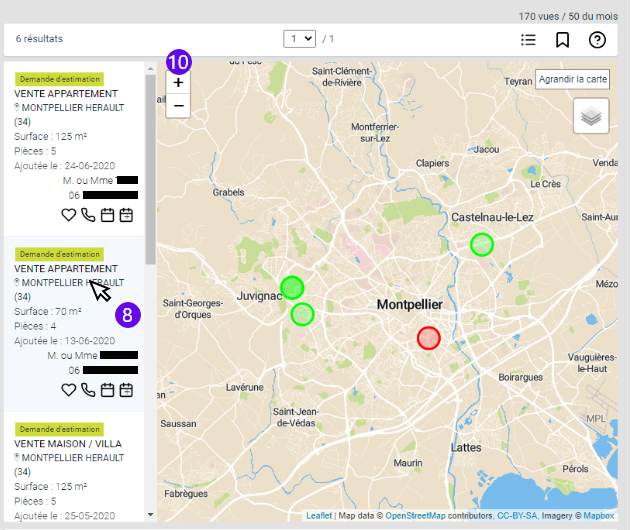 170 vues / 50 du mois
6 résultats
1
/ 1
Demande d'estimation
VENTE APPARTEMENT
MONTPELLIER HERAULT
(34)
Surface : 125 m²
Pièces : 5
Ajoutée le : 24-06-2020
M. ou Mme
06
Demande d'estimation
VENTE APPARTEMENT
MONTPELLIER HERAULT
(34)
Surface : 70 m²
Pièces : 4
Ajoutée le : 13-06-2020
M. ou Mme
06
8
Demande d'estimation
VENTE MAISON / VILLA
MONTPELLIER HERAULT
(34)
Surface : 125 m²
Pièces : 5
Ajoutée le : 25-05-2020
10
+
−
Agrandir la carte
Saint-Clément-
de-Rivière
Teyran
Montferrier-
sur-Lez
Jacou
Clapiers
Venda
Le Crès
Grabels
Castelnau-le-Lez
Saint-Aun
Juvignac
Saint-Georges-
d'Orques
Montpellier
Mézo
Vauguières-
le-Haut
Boirargues
Lavérune
Saint-Jean-
de-Védas
Saussan
MPL
Lattes
Maurin
Pérols
Fabrègues
Leaflet | Map data © OpenStreetMap contributors, CC-BY-SA, Imagery © Mapbox